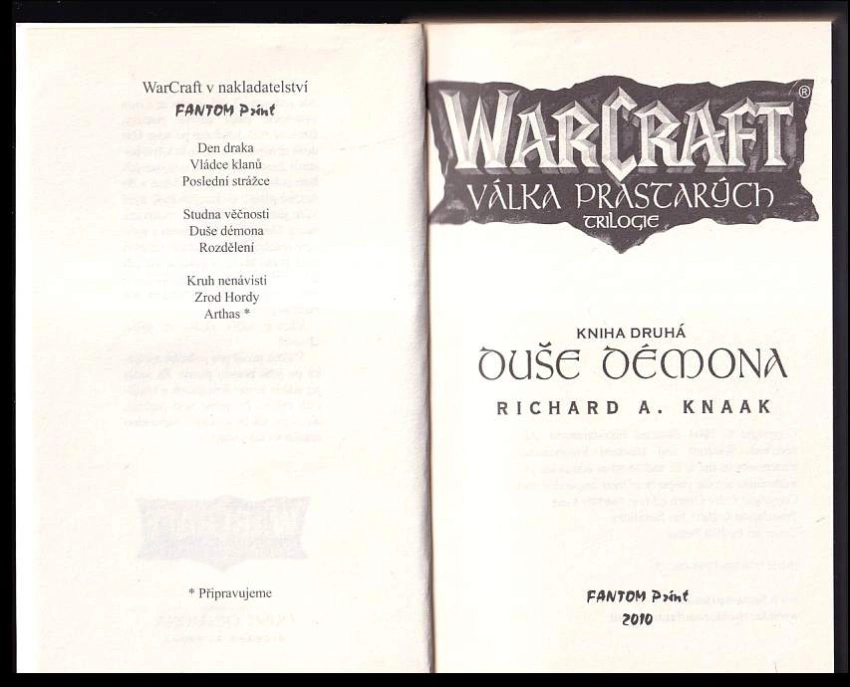 WarCraft v nakladatelství
FANTOM Print
Den draka
Vládce klanů
Poslední strážce
Studna věčnosti
Duše démona
Rozdělení
Kruh nenávisti
Zrod Hordy
Arthas *
* Připravujeme
WARCRAFT®
VÁLKA PRASTARÝCH
TRILOGIE
KNIHA DRUHÁ
DUŠE DÉMONA
RICHARD A. KNAAK
FANTOM Print
2010